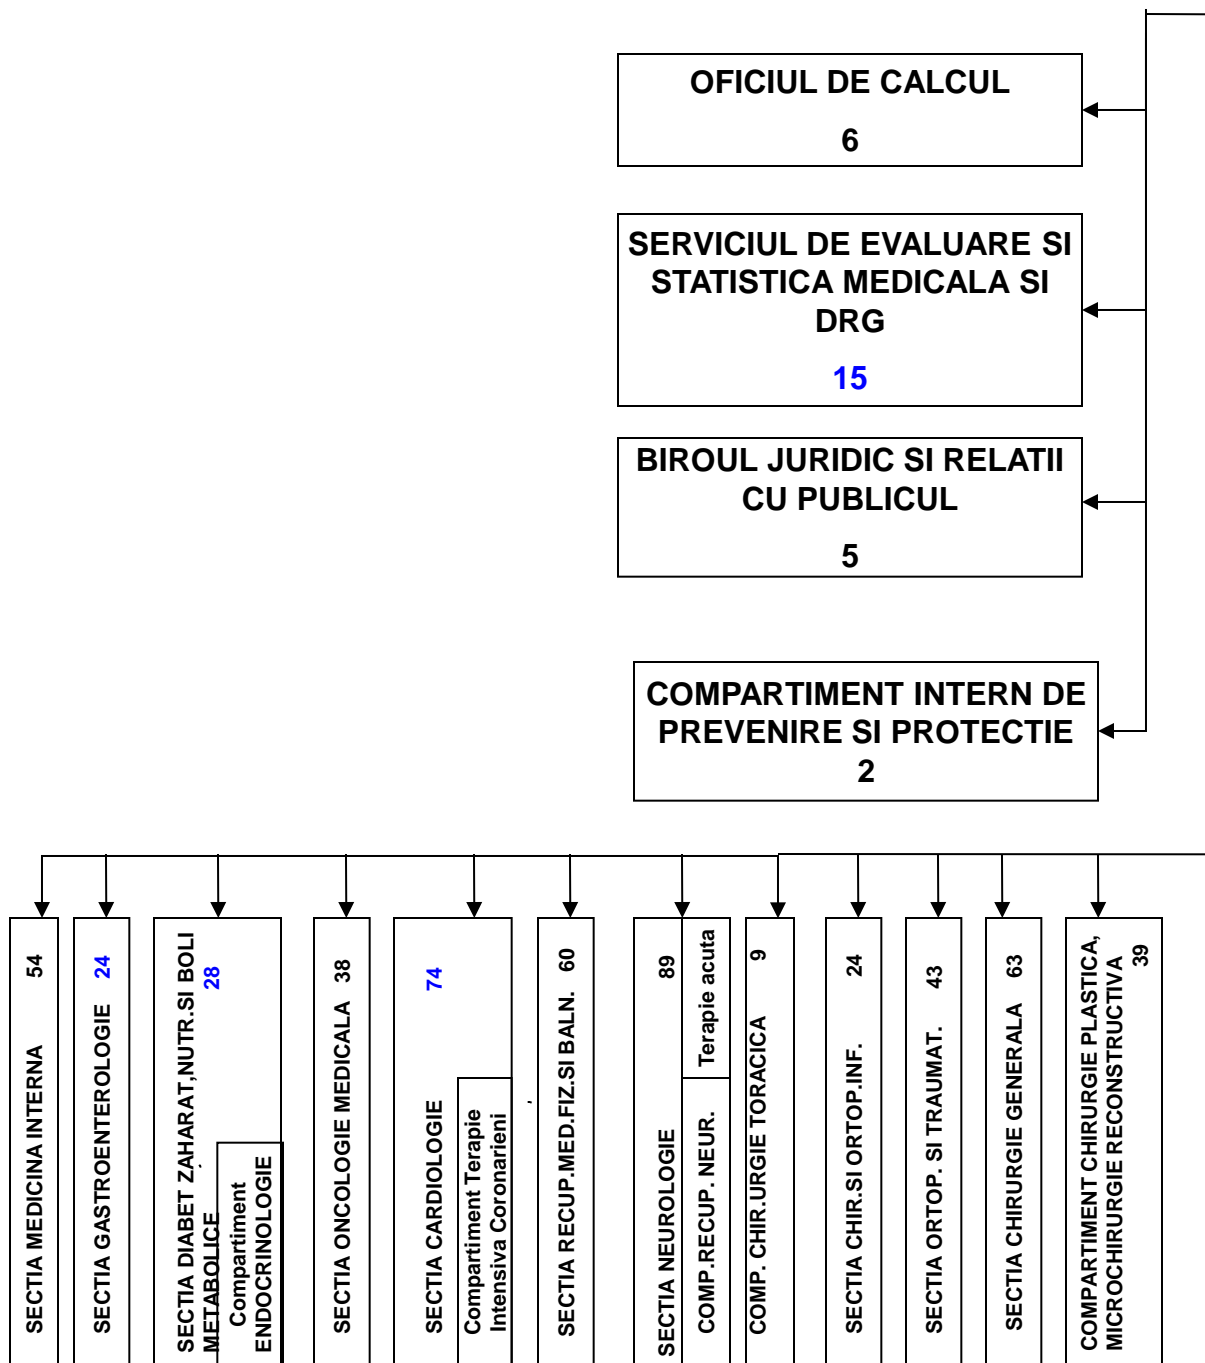 OFICIUL DE CALCUL
6
SERVICIUL DE EVALUARE SI
STATISTICA MEDICALA SI
DRG
15
BIROUL JURIDIC SI RELATII
CU PUBLICUL
5
COMPARTIMENT INTERN DE
PREVENIRE SI PROTECTIE
2
SECTIA MEDICINA INTERNA 54
SECTIA GASTROENTEROLOGIE 24
SECTIA DIABET ZAHARAT,NUTR.SI BOLI
METABOLICE 28
Compartiment
ENDOCRINOLOGIE
SECTIA ONCOLOGIE MEDICALA 38
SECTIA CARDIOLOGIE 74
Compartiment Terapie
Intensiva Coronarieni
SECTIA RECUP.MED.FIZ.SI BALN. 60
SECTIA NEUROLOGIE 89
COMP.RECUP. NEUR.
Terapie acuta
COMP. CHIR.URGIE TORACICA 9
SECTIA CHIR.SI ORTOP.INF. 24
SECTIA ORTOP. SI TRAUMAT. 43
SECTIA CHIRURGIE GENERALA 63
COMPARTIMENT CHIRURGIE PLASTICA,
MICROCHIRURGE RECONSTRUCTIVA
39